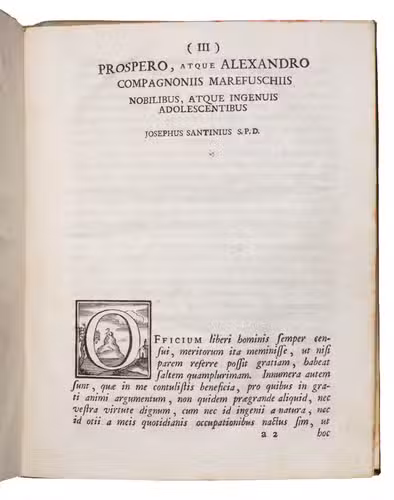 ( III )
PROSPERO, ATQUE ALEXANDRO
COMPAGNONIIS MAREFUSCHIIS
NOBILIBUS, ATQUE INGENUIS
ADOLESCENTIBUS
JOSEPHUS SANTINIUS S. P. D.
OFFICIUM liberi hominis ſemper cen-
ſui, meritorum ita meminiſſe, ut niſi
parem referre poſſit gratiam, habeat
ſaltem quamplurimam. Innumera autem
ſunt, quæ in me contuliſtis beneficia, pro quibus in gra-
ti animi argumentum, non quidem prægrande aliquid, nec
veſtra virtute dignum, cum nec id ingenii a natura, nec
id otii a meis quotidianis occupationibus nactus ſim, ut
a 2 hoc